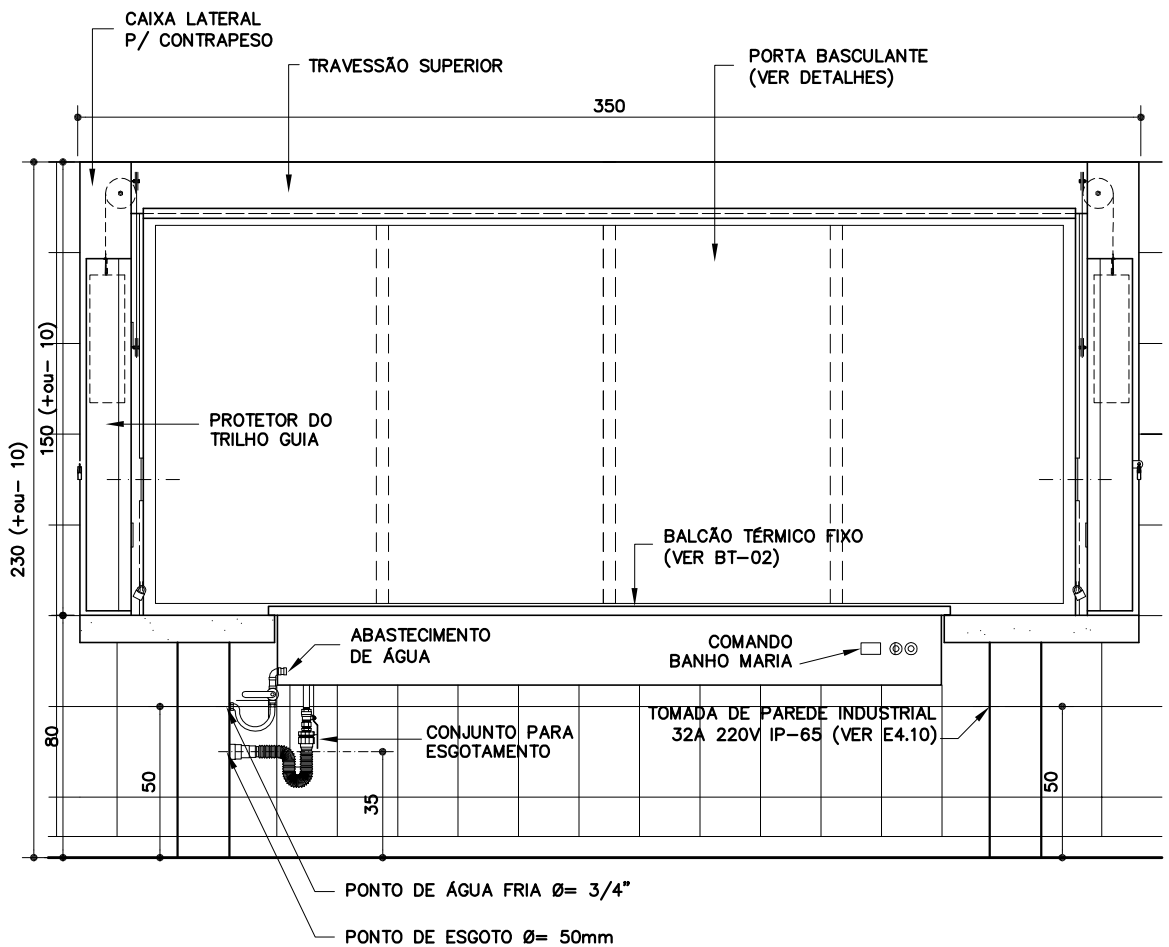 CAIXA LATERAL
P/ CONTRAPESO
TRAVESSÃO SUPERIOR
PORTA BASCULANTE
(VER DETALHES)
350
230 (+ou- 10)
150 (+ou- 10)
PROTETOR DO
TRILHO GUIA
BALCÃO TÉRMICO FIXO
(VER BT-02)
ABASTECIMENTO
DE ÁGUA
COMANDO
BANHO MARIA
CONJUNTO PARA
ESGOTAMENTO
TOMADA DE PAREDE INDUSTRIAL
32A 220V IP-65 (VER E4.10)
80
50
35
50
PONTO DE ÁGUA FRIA Ø= 3/4"
PONTO DE ESGOTO Ø= 50mm